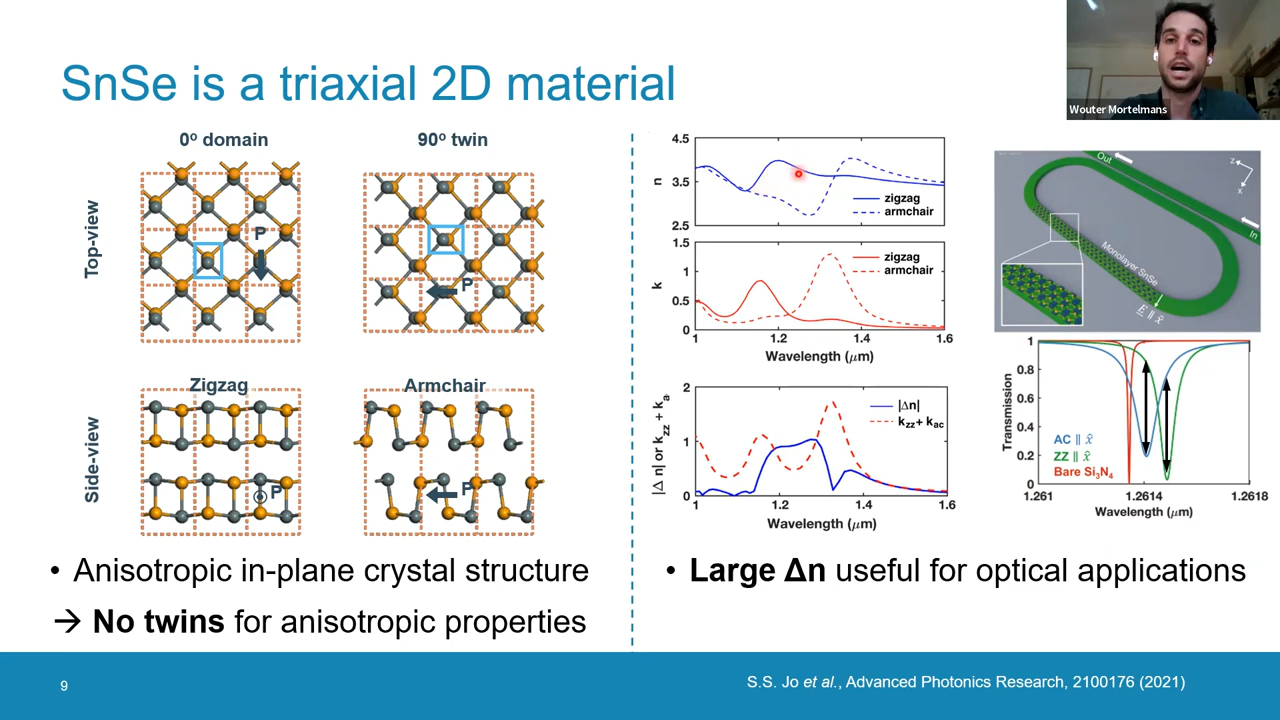 SnSe is a triaxial 2D material
Wouter Mortelmans
0º domain
90º twin
Top-view
P
P
Zigzag
Armchair
Side-view
P
P
• Anisotropic in-plane crystal structure
→ No twins for anisotropic properties
4.5
3.5
2.5
n
zigzag
armchair
1.5
1
0.5
0
k
zigzag
armchair
1 1.2 1.4 1.6
Wavelength (μm)
2
1
0
|Δ n| or k_zz + k_a
|Δn|
k_zz+ k_ac
1 1.2 1.4 1.6
Wavelength (μm)
Out
In
z
x
Monolayer SnSe
E ∥ x̂
1
0.8
0.6
0.4
0.2
0
Transmission
AC ∥ x̂
ZZ ∥ x̂
Bare Si₃N₄
1.261 1.2614 1.2618
Wavelength (μm)
• Large Δn useful for optical applications
9
S.S. Jo et al., Advanced Photonics Research, 2100176 (2021)